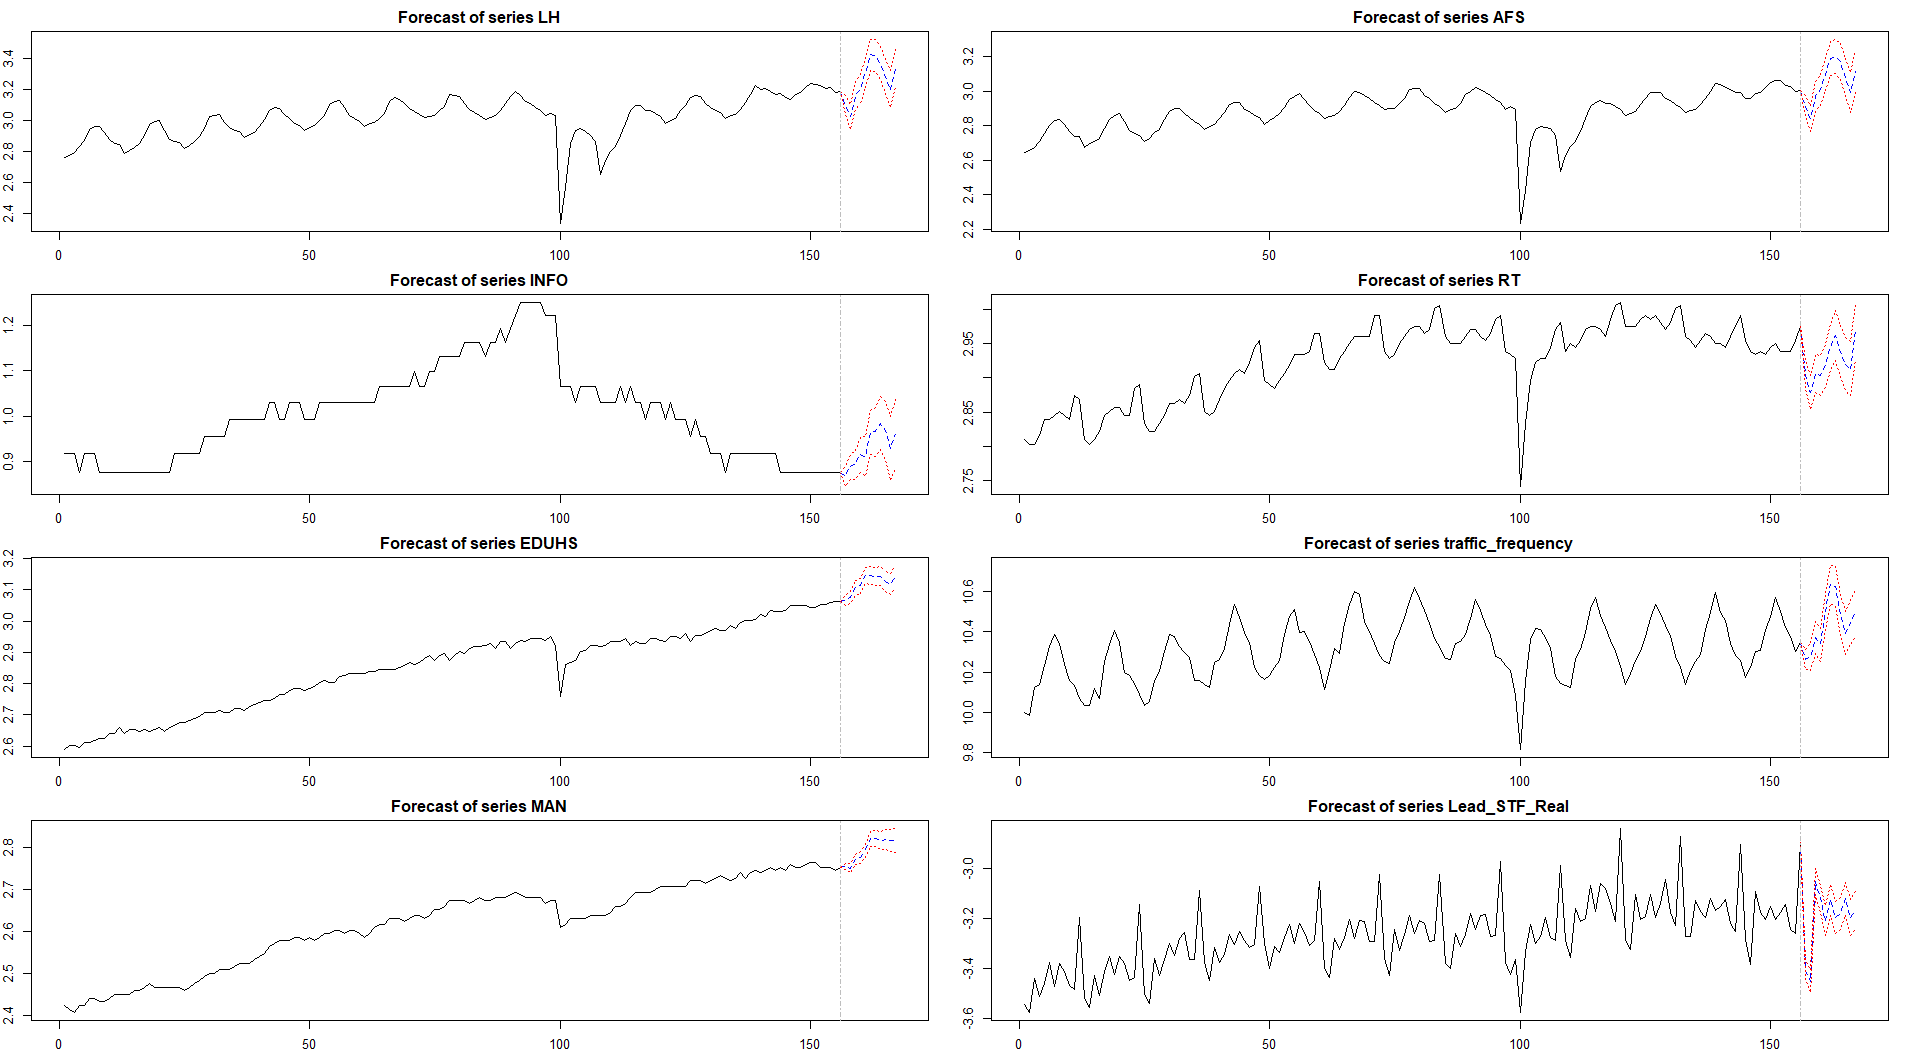 Forecast of series LH
2.4 2.6 2.8 3.0 3.2 3.4
0 50 100 150
Forecast of series AFS
2.2 2.4 2.6 2.8 3.0 3.2
0 50 100 150
Forecast of series INFO
0.9 1.0 1.1 1.2
0 50 100 150
Forecast of series RT
2.75 2.85 2.95
0 50 100 150
Forecast of series EDUHS
2.6 2.7 2.8 2.9 3.0 3.1 3.2
0 50 100 150
Forecast of series traffic_frequency
9.8 10.0 10.2 10.4 10.6
0 50 100 150
Forecast of series MAN
2.4 2.5 2.6 2.7 2.8
0 50 100 150
Forecast of series Lead_STF_Real
-3.6 -3.4 -3.2 -3.0
0 50 100 150